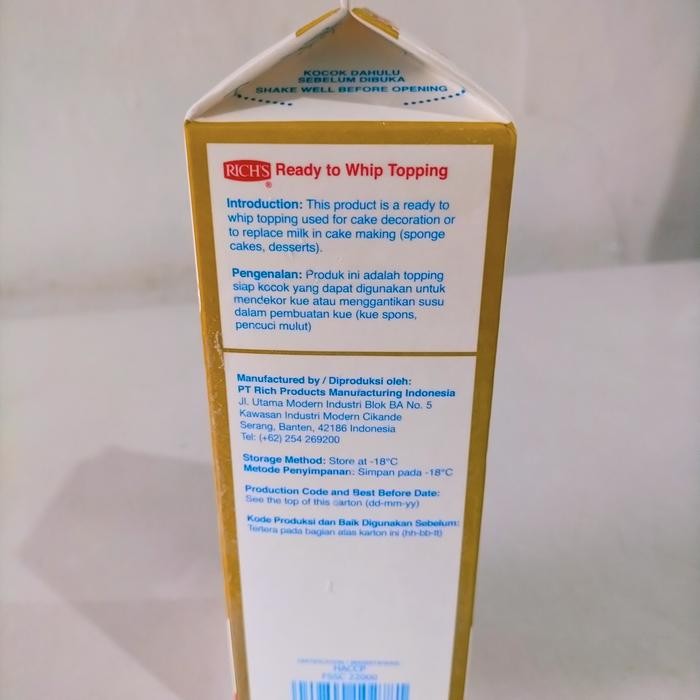 KOCOK DAHULU
SEBELUM DIBUKA
SHAKE WELL BEFORE OPENING
RICH'S® Ready to Whip Topping
Introduction: This product is a ready to
whip topping used for cake decoration or
to replace milk in cake making (sponge
cakes, desserts).
Pengenalan: Produk ini adalah topping
siap kocok yang dapat digunakan untuk
mendekor kue atau menggantikan susu
dalam pembuatan kue (kue spons,
pencuci mulut)
Manufactured by / Diproduksi oleh:
PT Rich Products Manufacturing Indonesia
Jl. Utama Modern Industri Blok BA No. 5
Kawasan Industri Modern Cikande
Serang, Banten, 42186 Indonesia
Tel: (+62) 254 269200
Storage Method: Store at -18°C
Metode Penyimpanan: Simpan pada -18°C
Production Code and Best Before Date:
See the top of this carton (dd-mm-yy)
Kode Produksi dan Baik Digunakan Sebelum:
Tertera pada bagian atas karton ini (hh-bb-tt)
HACCP
FSSC 22000